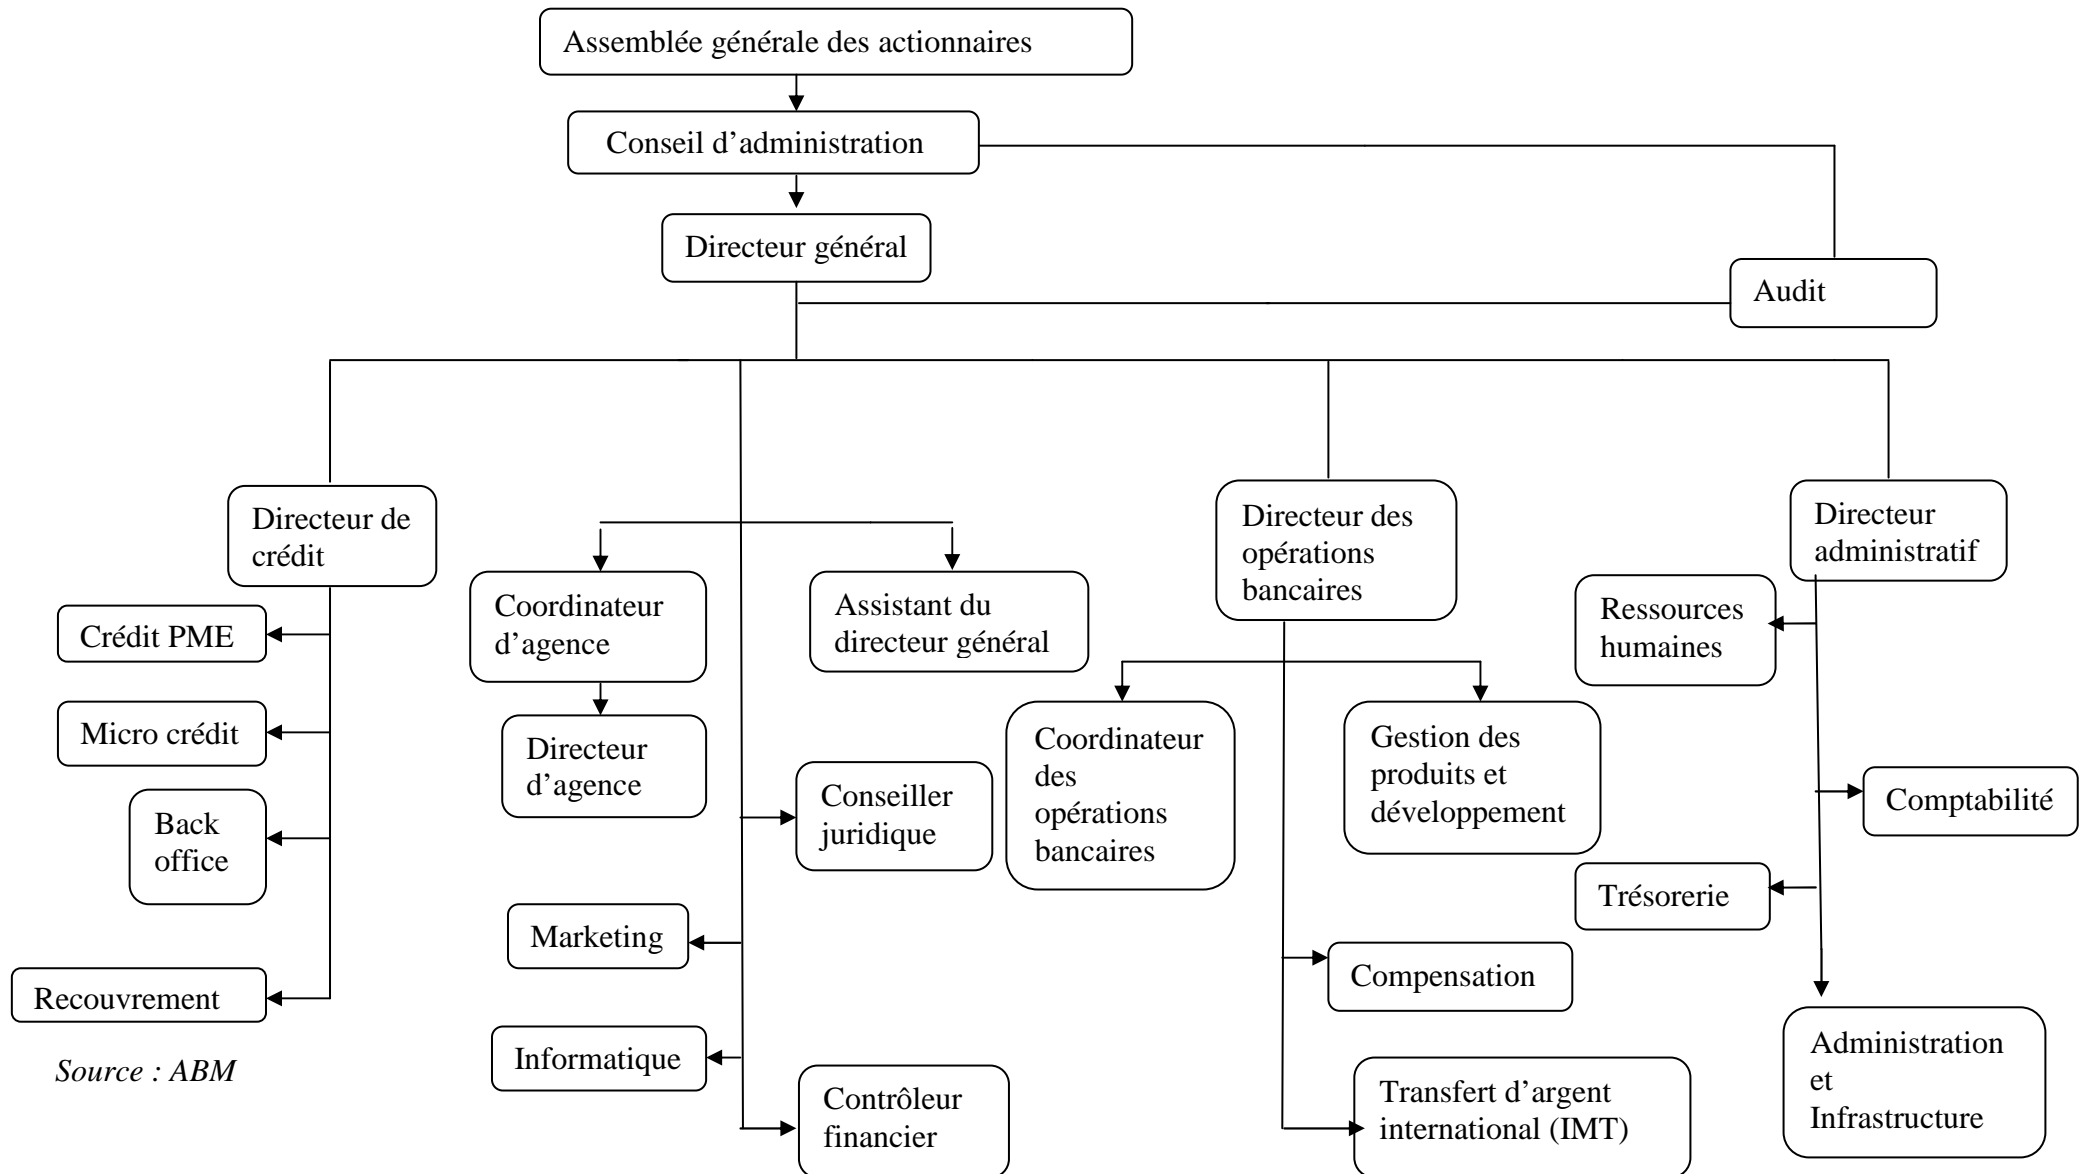 Assemblée générale des actionnaires
Conseil d’administration
Directeur général
Audit
Directeur de
crédit
Crédit PME
Micro crédit
Back
office
Recouvrement
Coordinateur
d’agence
Directeur
d’agence
Assistant du
directeur général
Conseiller
juridique
Marketing
Informatique
Contrôleur
financier
Directeur des
opérations
bancaires
Coordinateur
des
opérations
bancaires
Gestion des
produits et
développement
Compensation
Transfert d’argent
international (IMT)
Directeur
administratif
Ressources
humaines
Comptabilité
Trésorerie
Administration
et
Infrastructure
Source : ABM